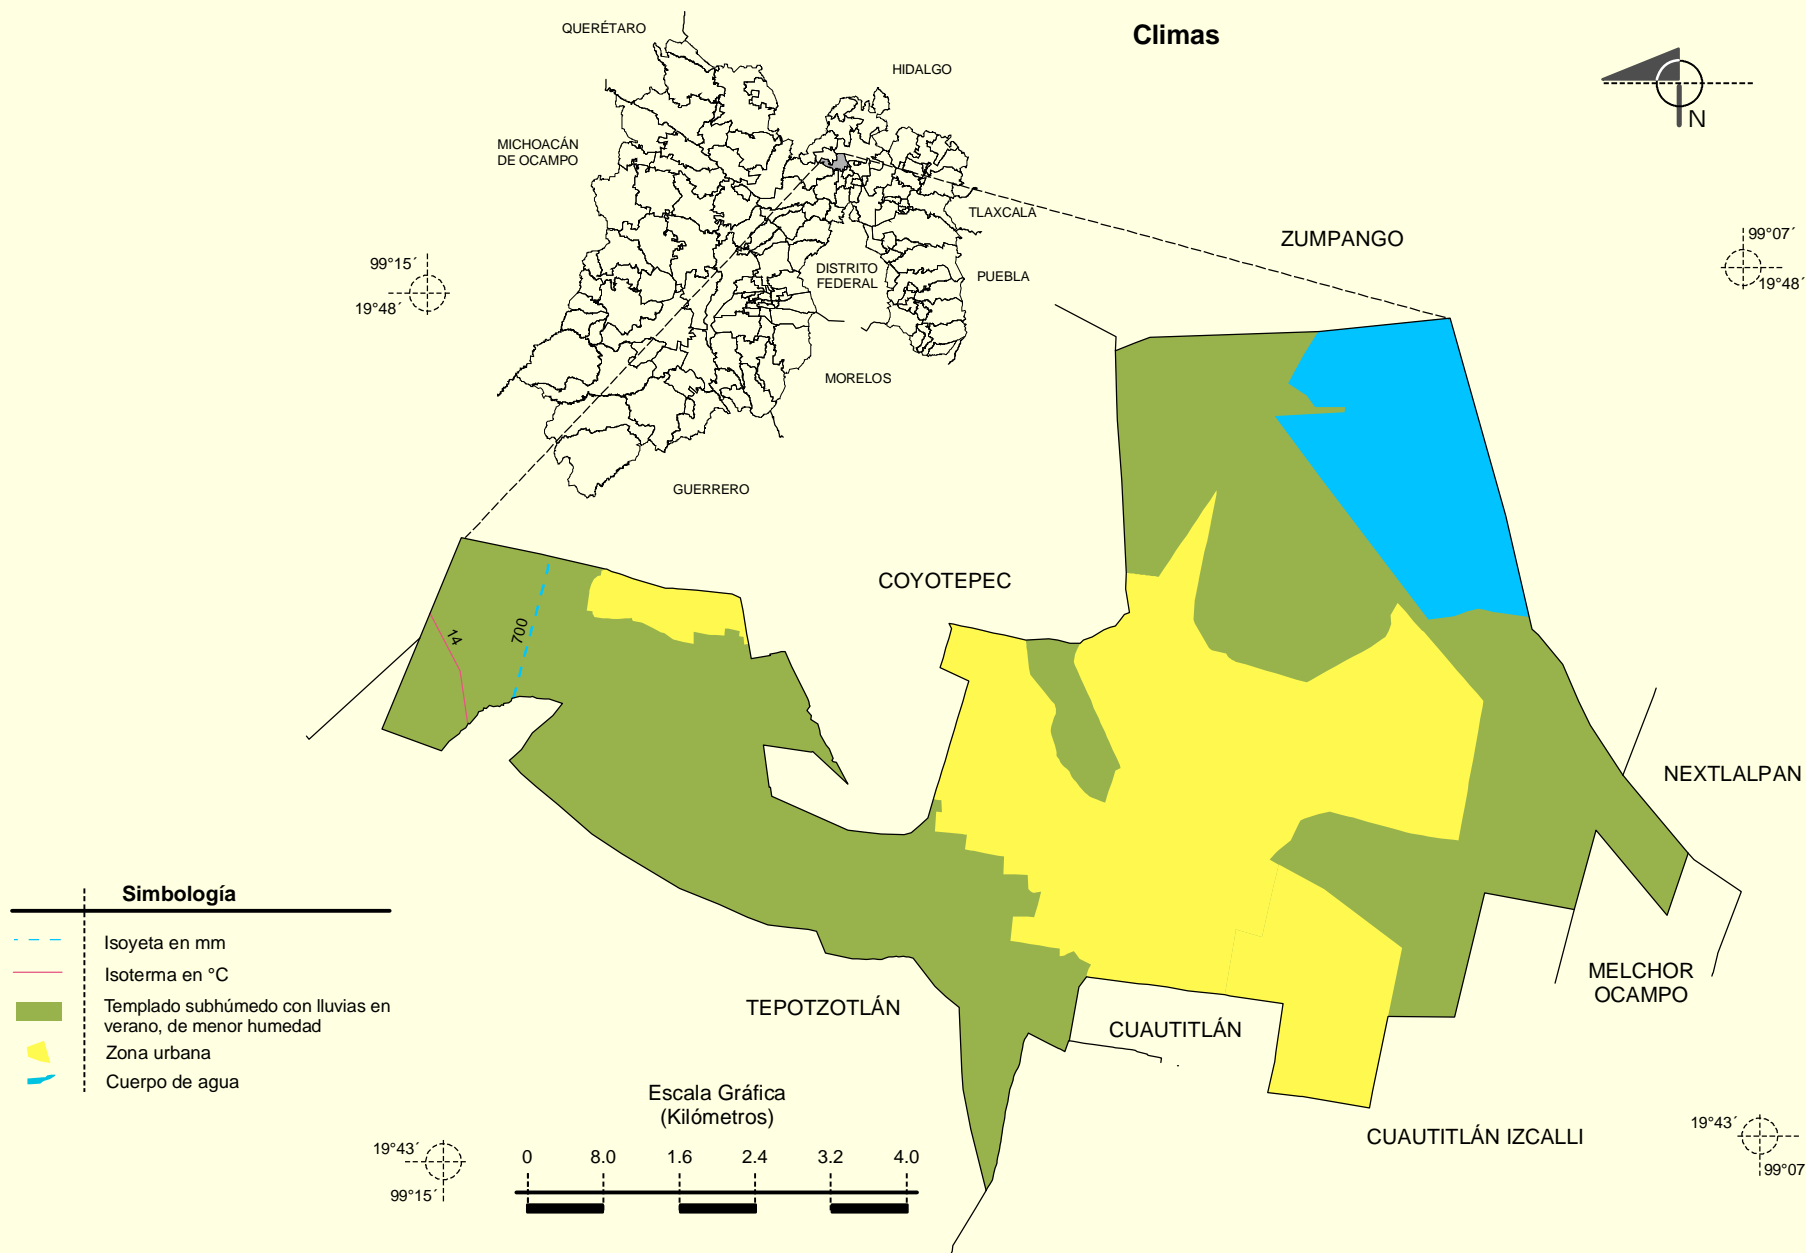 Climas
QUERÉTARO
HIDALGO
MICHOACÁN
DE OCAMPO
N
TLAXCALA
ZUMPANGO
99°07´
19°48´
99°15´
19°48´
DISTRITO
FEDERAL
PUEBLA
MORELOS
GUERRERO
COYOTEPEC
14
700
NEXTLALPAN
Simbología
Isoyeta en mm
Isoterma en °C
Templado subhúmedo con lluvias en
verano, de menor humedad
Zona urbana
Cuerpo de agua
TEPOTZOTLÁN
CUAUTITLÁN
MELCHOR
OCAMPO
Escala Gráfica
(Kilómetros)
0 8.0 1.6 2.4 3.2 4.0
CUAUTITLÁN IZCALLI
19°43´
99°15´
19°43´
99°07